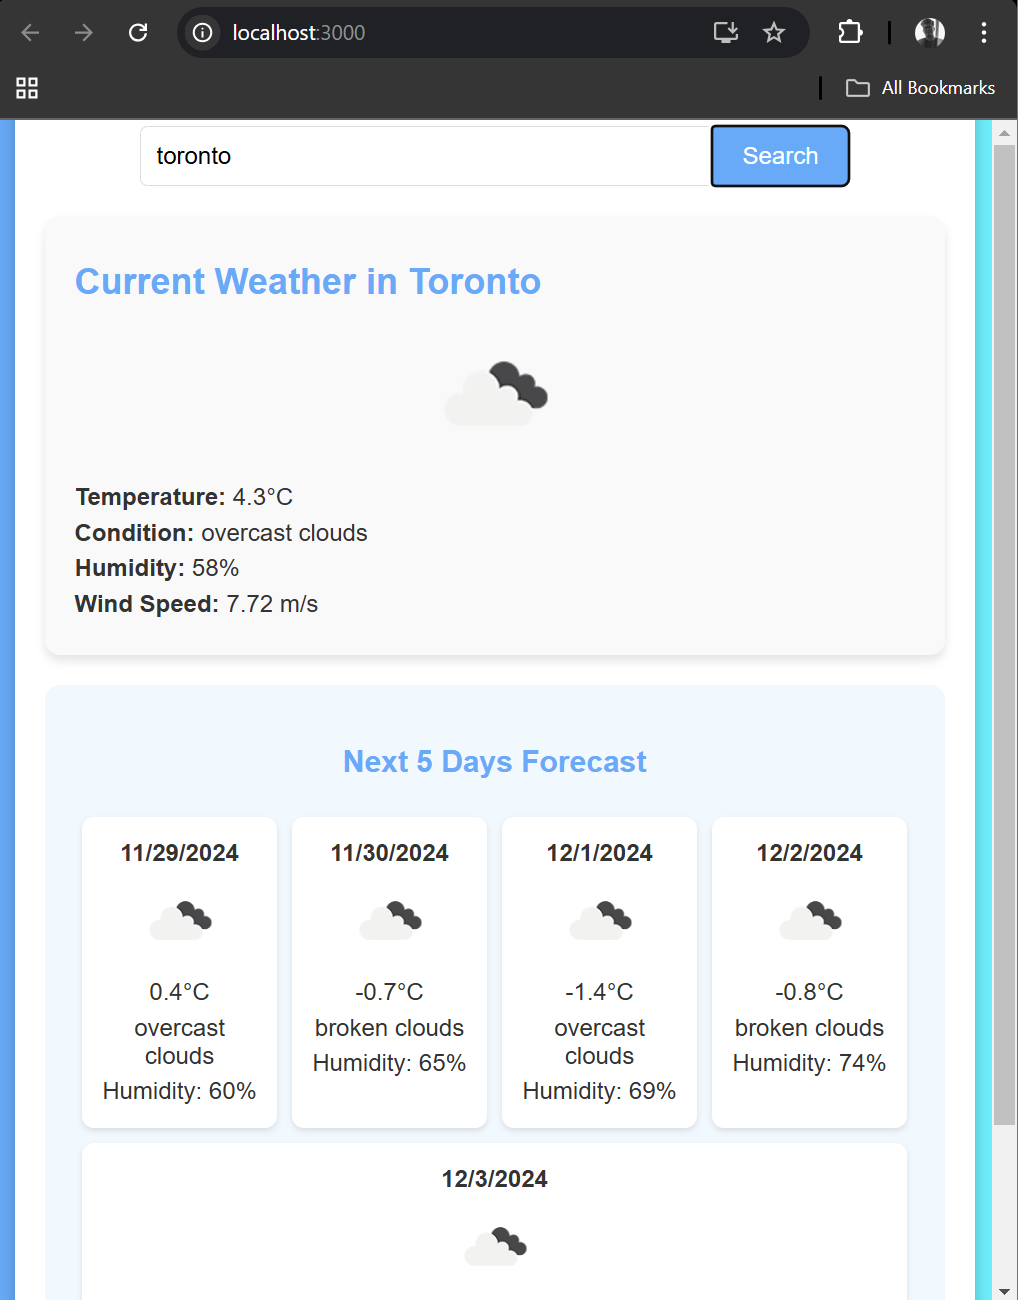 localhost:3000
All Bookmarks
toronto
Search
Current Weather in Toronto
Temperature: 4.3°C
Condition: overcast clouds
Humidity: 58%
Wind Speed: 7.72 m/s
Next 5 Days Forecast
11/29/2024
0.4°C
overcast
clouds
Humidity: 60%
11/30/2024
-0.7°C
broken clouds
Humidity: 65%
12/1/2024
-1.4°C
overcast
clouds
Humidity: 69%
12/2/2024
-0.8°C
broken clouds
Humidity: 74%
12/3/2024